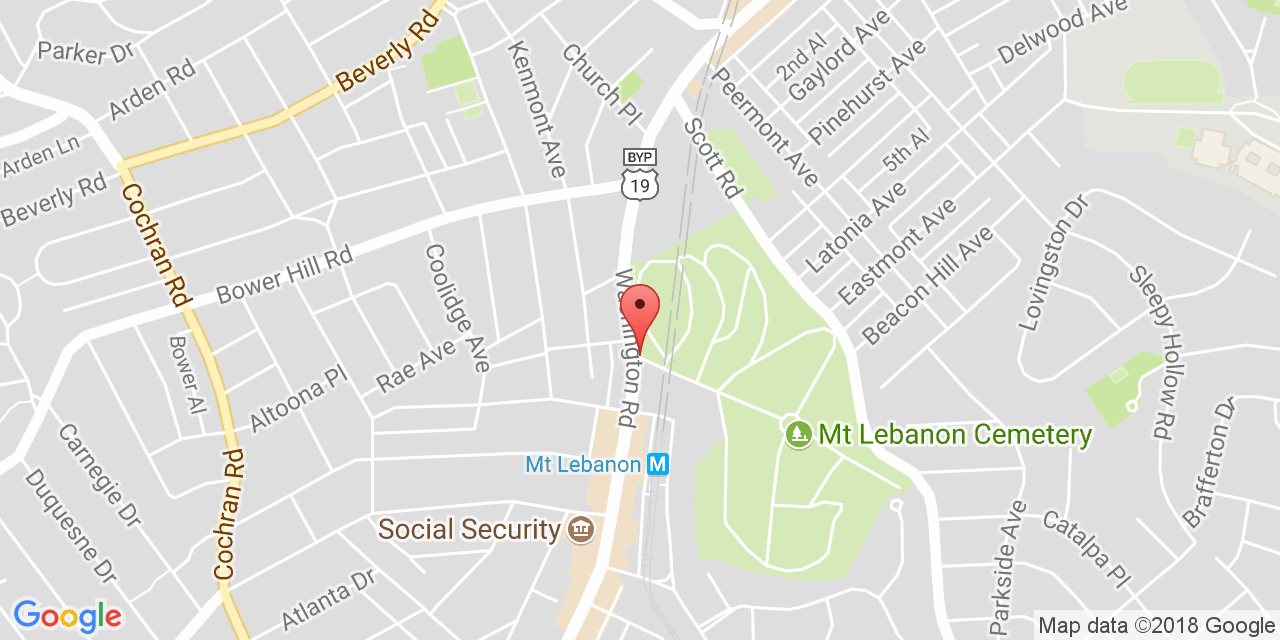 Parker Dr
Beverly Rd
Kenmont Ave
Church Pl
2nd Al
Gaylord Ave
Delwood Ave
Arden Rd
Pinehurst Ave
Peermont Ave
Arden Ln
BYP
19
Scott Rd
5th Al
Beverly Rd
Cochran Rd
Latonia Ave
Eastmont Ave
Beacon Hill Ave
Lovingston Dr
Bower Hill Rd
Coolidge Ave
Sleepy Hollow Rd
Washington Rd
Bower Al
Rae Ave
Altoona Pl
Mt Lebanon Cemetery
Carnegie Dr
Cochran Rd
Mt Lebanon M
Brafferton Dr
Duquesne Dr
Social Security
Parkside Ave
Catalpa Pl
Atlanta Dr
Google
Map data ©2018 Google